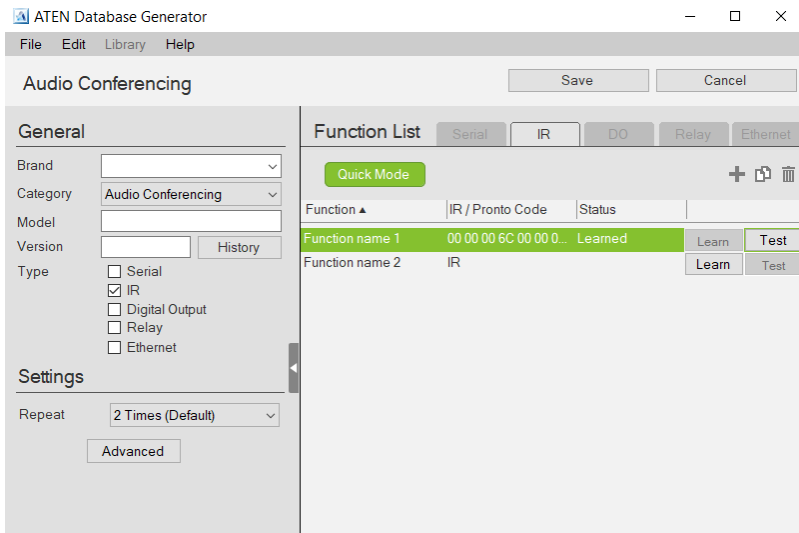 ATEN Database Generator
File Edit Library Help
Audio Conferencing Save Cancel
General
Brand
Category Audio Conferencing
Model
Version History
Type Serial
IR
Digital Output
Relay
Ethernet
Settings
Repeat 2 Times (Default)
Advanced
Function List Serial IR DO Relay Ethernet
Quick Mode
Function IR / Pronto Code Status
Function name 1 00 00 00 6C 00 00 0... Learned Learn Test
Function name 2 IR Learn Test